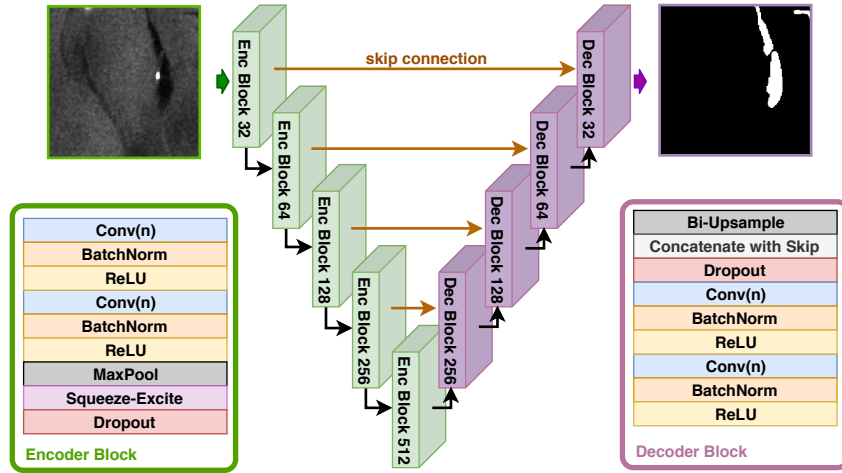 skip connection
Enc Block 32
Enc Block 64
Enc Block 128
Enc Block 256
Enc Block 512
Dec Block 256
Dec Block 128
Dec Block 64
Dec Block 32
Conv(n)
BatchNorm
ReLU
Conv(n)
BatchNorm
ReLU
MaxPool
Squeeze-Excite
Dropout
Encoder Block
Bi-Upsample
Concatenate with Skip
Dropout
Conv(n)
BatchNorm
ReLU
Conv(n)
BatchNorm
ReLU
Decoder Block